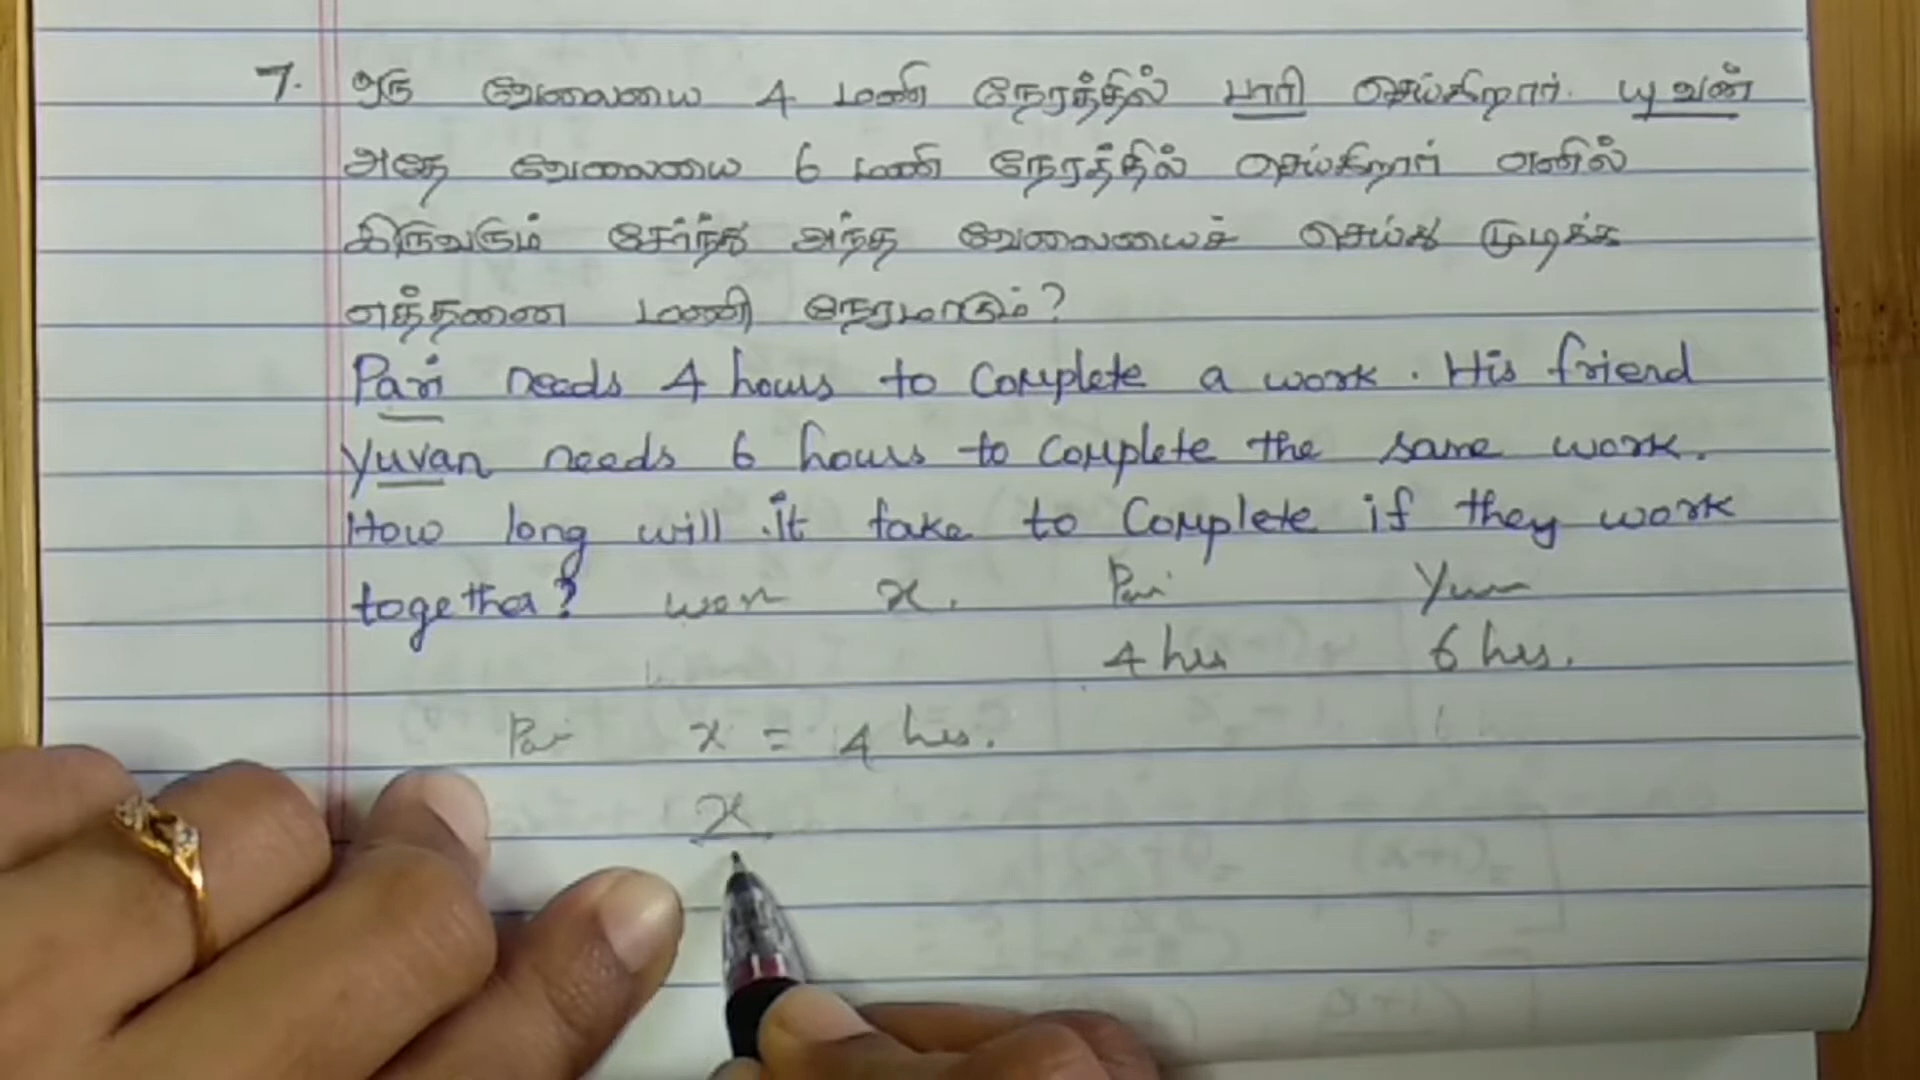 7. ஒரு வேலையை 4 மணி நேரத்தில் பாரி செய்கிறார். யுவன்
அதே வேலையை 6 மணி நேரத்தில் செய்கிறார் எனில்
இருவரும் சேர்ந்து அந்த வேலையைச் செய்து முடிக்க
எத்தனை மணி நேரமாகும்?
Pari needs 4 hours to complete a work. His friend
Yuvan needs 6 hours to complete the same work.
How long will it take to complete if they work
together? work x. Pari Yuvan
4 hrs 6 hrs.
Pari x = 4 hrs.
x